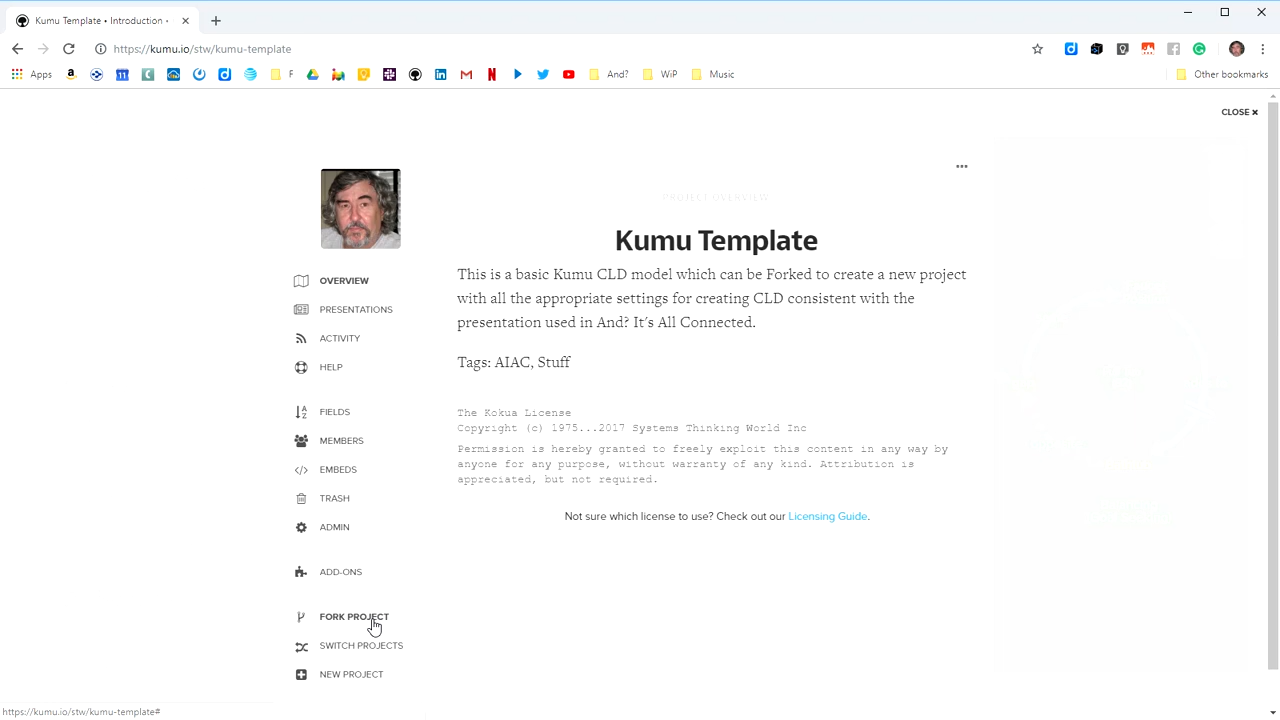 Kumu Template • Introduction •
https://kumu.io/stw/kumu-template
Apps
F
And?
WiP
Music
Other bookmarks
CLOSE ×
PROJECT OVERVIEW
Kumu Template
This is a basic Kumu CLD model which can be Forked to create a new project
with all the appropriate settings for creating CLD consistent with the
presentation used in And? It's All Connected.
Tags: AIAC, Stuff
The Kokua License
Copyright (c) 1975...2017 Systems Thinking World Inc
Permission is hereby granted to freely exploit this content in any way by
anyone for any purpose, without warranty of any kind. Attribution is
appreciated, but not required.
Not sure which license to use? Check out our Licensing Guide.
OVERVIEW
PRESENTATIONS
ACTIVITY
HELP
FIELDS
MEMBERS
EMBEDS
TRASH
ADMIN
ADD-ONS
FORK PROJECT
SWITCH PROJECTS
NEW PROJECT
https://kumu.io/stw/kumu-template#